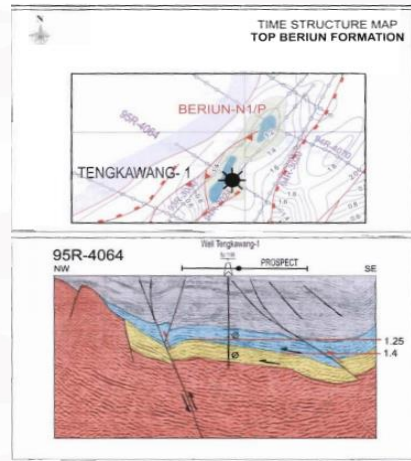 N
TIME STRUCTURE MAP
TOP BERIUN FORMATION
95R-4064
BERIUN-N1/P
TENGKAWANG- 1
95R-4064
NW
Well Tengkawang-1
PROSPECT
SE
1.25
1.4